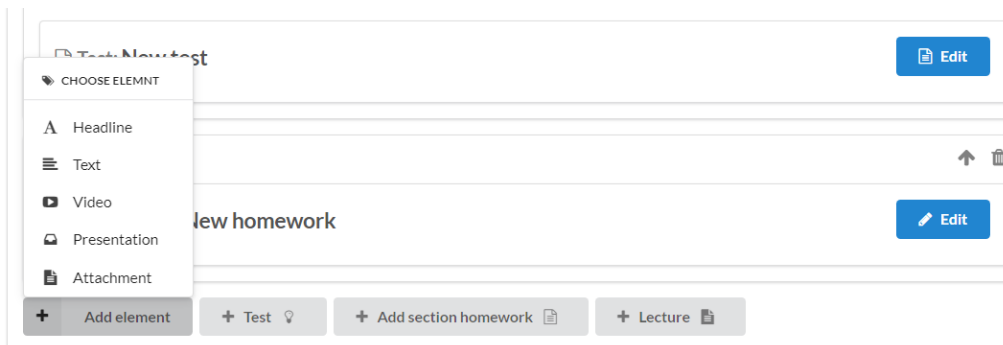 Test: New test
Edit
CHOOSE ELEMNT
Headline
Text
Video
Presentation
Attachment
New homework
Edit
Add element
Test
Add section homework
Lecture